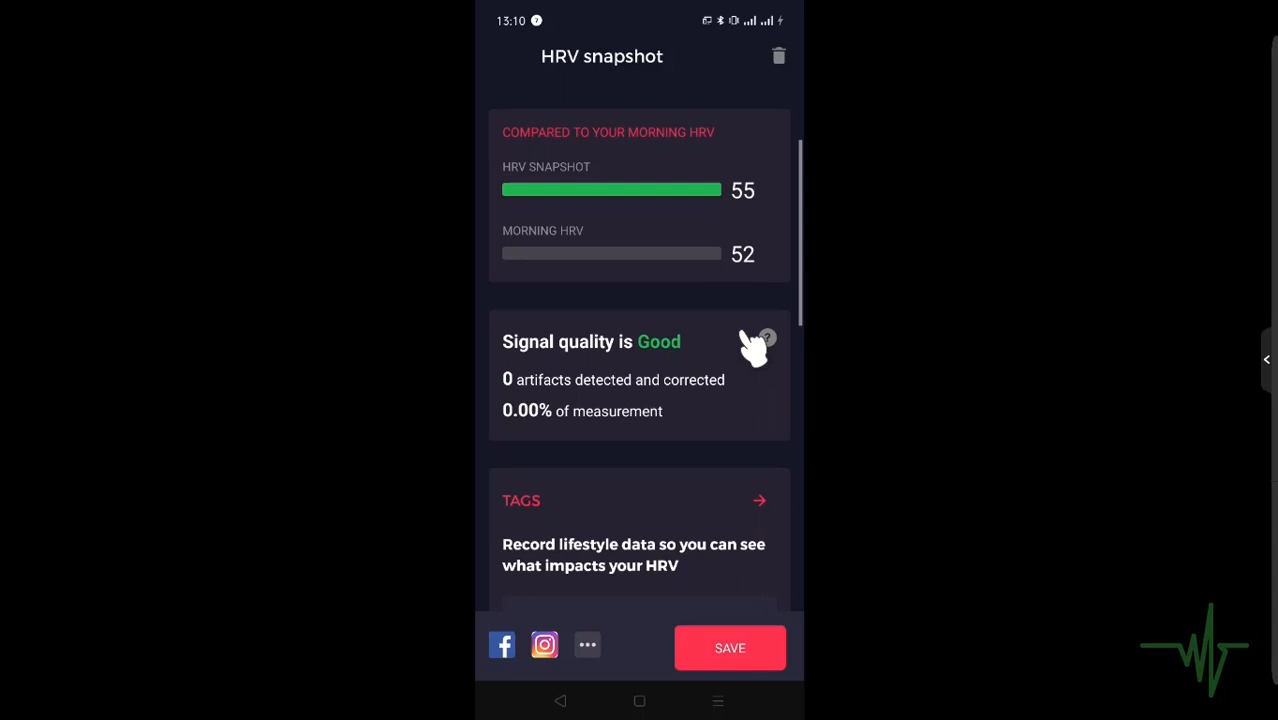 13:10
HRV snapshot
COMPARED TO YOUR MORNING HRV
HRV SNAPSHOT
55
MORNING HRV
52
Signal quality is Good
?
0 artifacts detected and corrected
0.00% of measurement
TAGS
Record lifestyle data so you can see
what impacts your HRV
SAVE